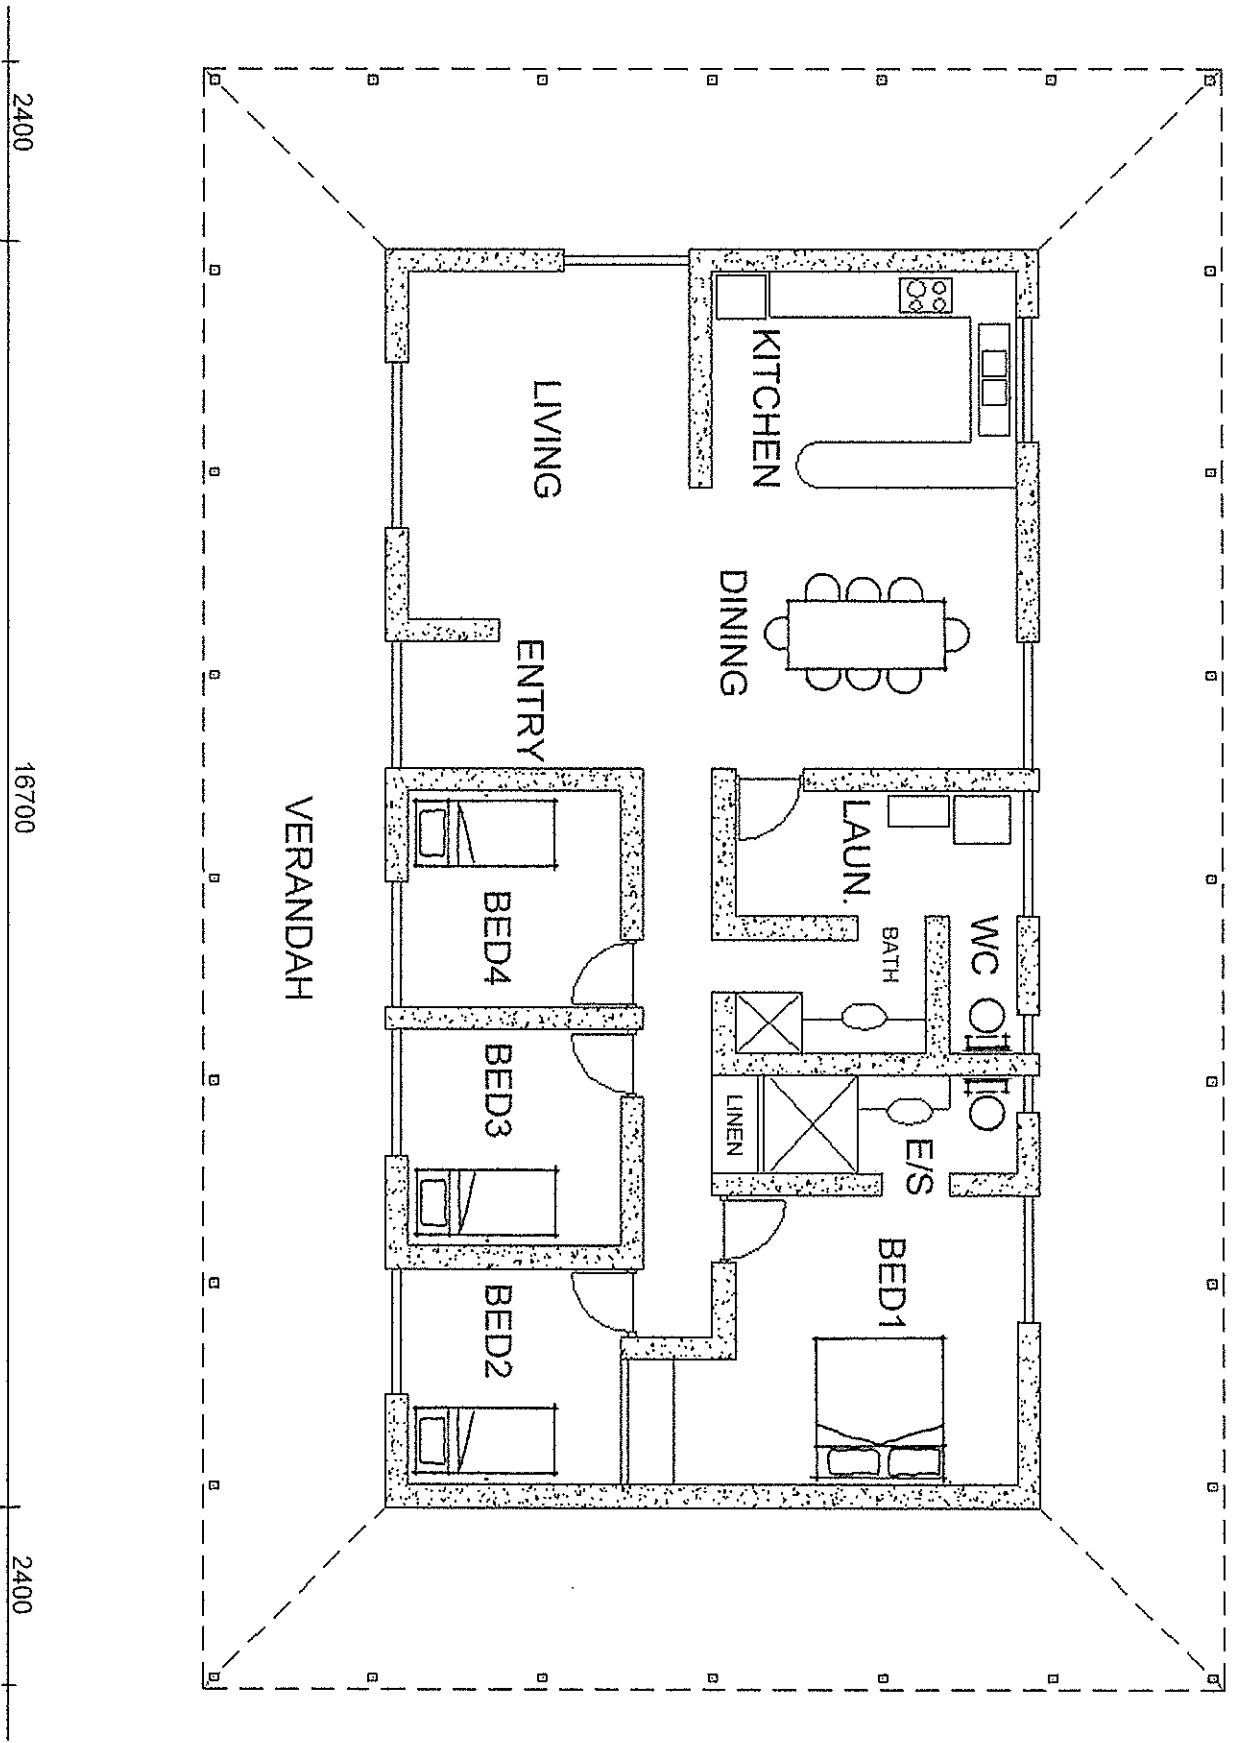 KITCHEN
DINING
LAUN.
BATH
WC
LINEN
E/S
BED1
LIVING
ENTRY
BED4
BED3
BED2
VERANDAH
2400
16700
2400